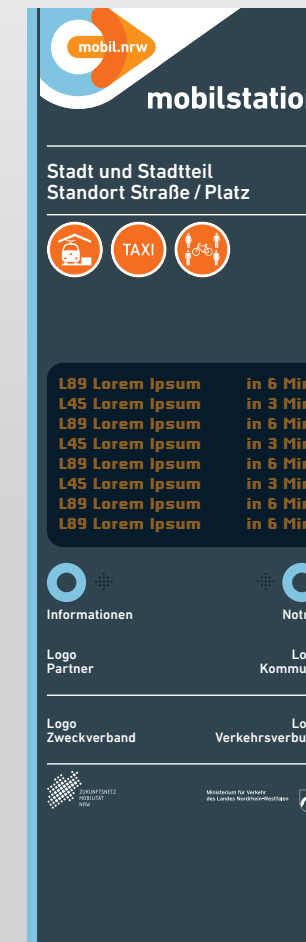 mobil.nrw
mobilstation
Stadt und Stadtteil
Standort Straße / Platz
TAXI
L89 Lorem Ipsum in 6 Min
L45 Lorem Ipsum in 3 Min
L89 Lorem Ipsum in 6 Min
L45 Lorem Ipsum in 3 Min
L89 Lorem Ipsum in 6 Min
L45 Lorem Ipsum in 3 Min
L89 Lorem Ipsum in 6 Min
L89 Lorem Ipsum in 6 Min
Informationen Notr
Logo Lo
Partner Kommu
Logo Lo
Zweckverband Verkehrsverbu
ZUKUNFTSNETZ
MOBILITÄT
NRW
Ministerium für Verkehr
des Landes Nordrhein-Westfalen